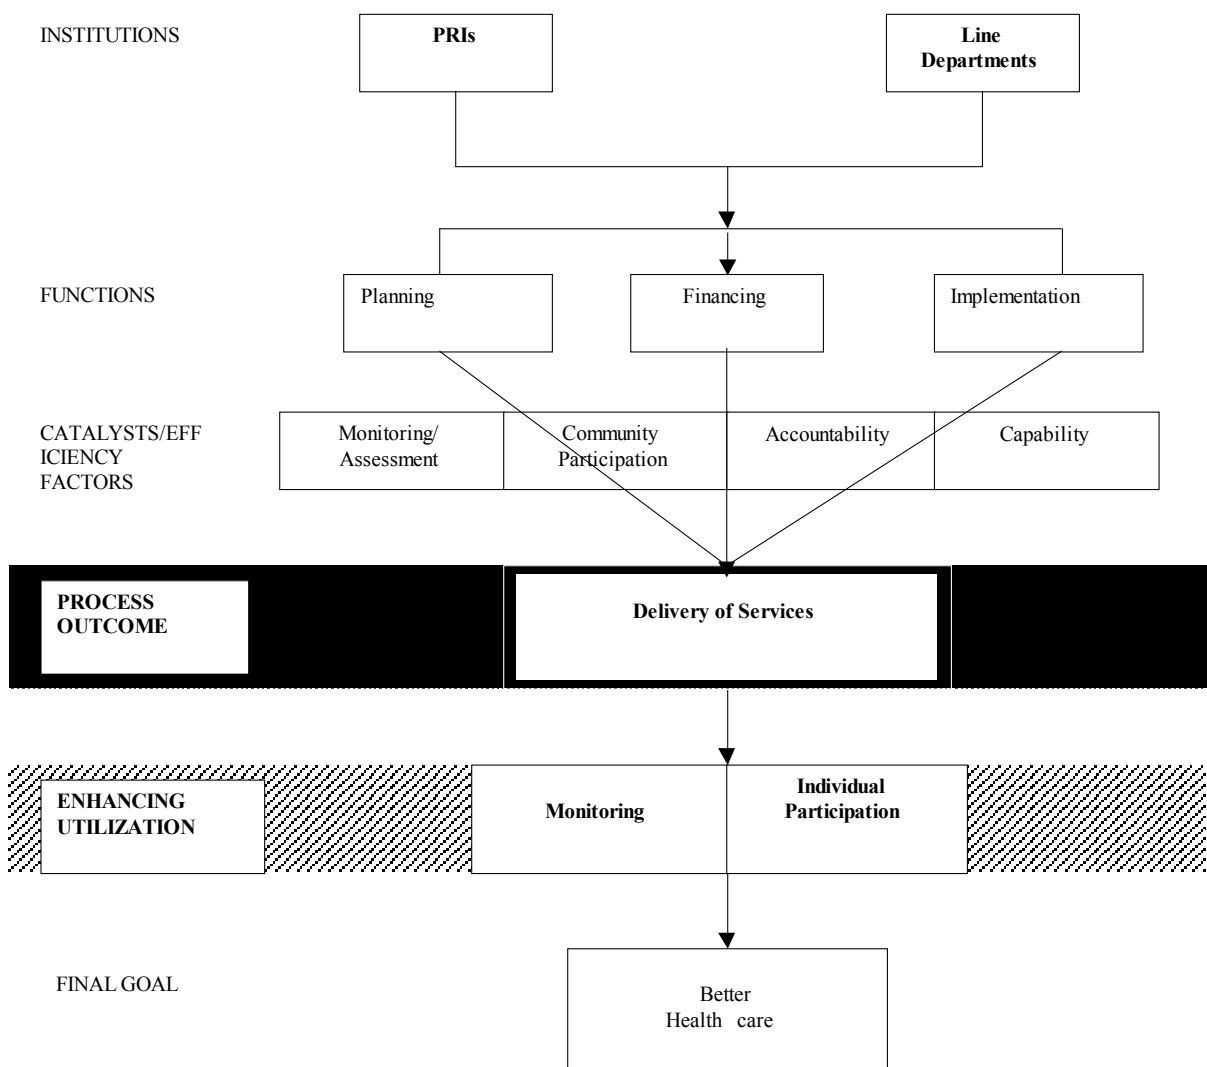 INSTITUTIONS
PRIs
Line
Departments
FUNCTIONS
Planning
Financing
Implementation
CATALYSTS/EFF
ICIENCY
FACTORS
Monitoring/
Assessment
Community
Participation
Accountability
Capability
PROCESS
OUTCOME
Delivery of Services
ENHANCING
UTILIZATION
Monitoring
Individual
Participation
FINAL GOAL
Better
Health care